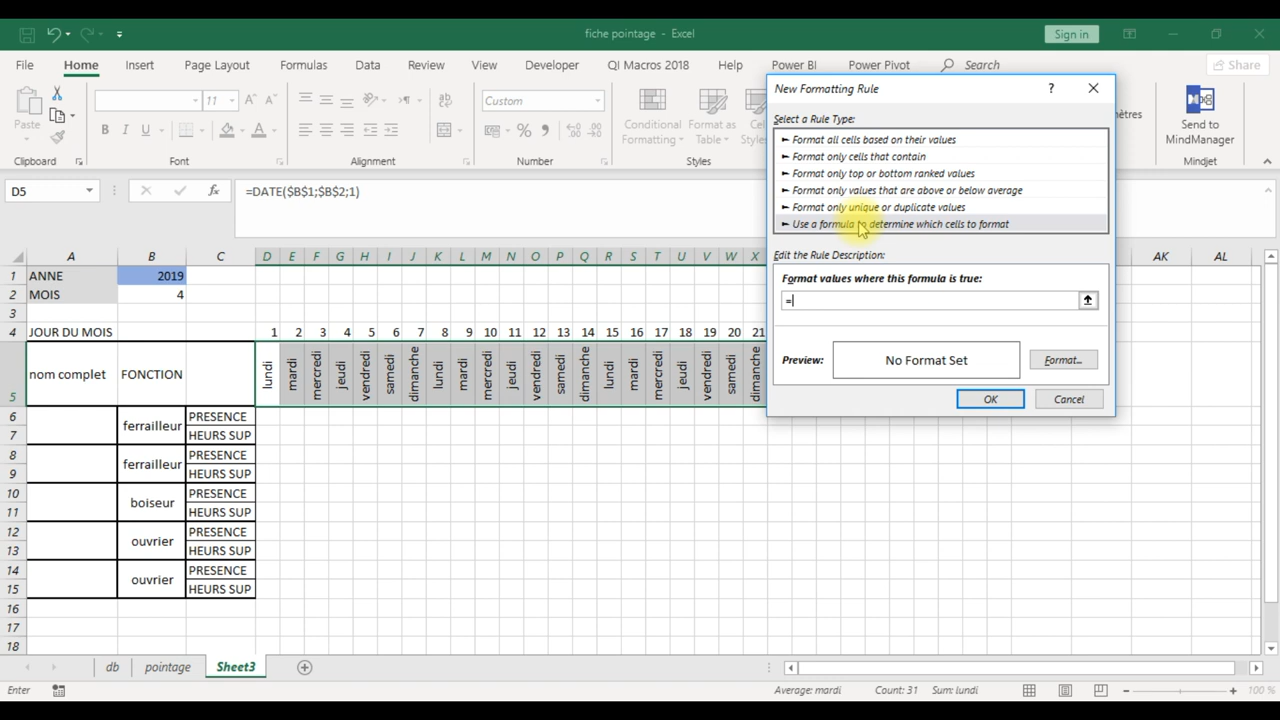 fiche pointage - Excel
Sign in
File Home Insert Page Layout Formulas Data Review View Developer QI Macros 2018 Help Power BI Power Pivot Search Share
Paste
11
Custom
Conditional Formatting
Format as Table
Send to MindManager
Clipboard Font Alignment Number Styles Mindjet
New Formatting Rule
Select a Rule Type:
► Format all cells based on their values
► Format only cells that contain
► Format only top or bottom ranked values
► Format only values that are above or below average
► Format only unique or duplicate values
► Use a formula to determine which cells to format
Edit the Rule Description:
Format values where this formula is true:
=
Preview: No Format Set Format...
OK Cancel
D5 =DATE($B$1;$B$2;1)
A B C D E F G H I J K L M N O P Q R S T U V W X AK AL
1 ANNE 2019
2 MOIS 4
3
4 JOUR DU MOIS 1 2 3 4 5 6 7 8 9 10 11 12 13 14 15 16 17 18 19 20 21
5 nom complet FONCTION lundi mardi mercredi jeudi vendredi samedi dimanche lundi mardi mercredi jeudi vendredi samedi dimanche lundi mardi mercredi jeudi vendredi samedi dimanche
6 ferrailleur PRESENCE
7 HEURS SUP
8 ferrailleur PRESENCE
9 HEURS SUP
10 boiseur PRESENCE
11 HEURS SUP
12 ouvrier PRESENCE
13 HEURS SUP
14 ouvrier PRESENCE
15 HEURS SUP
16
17
18
db pointage Sheet3
Enter Average: mardi Count: 31 Sum: lundi 100 %